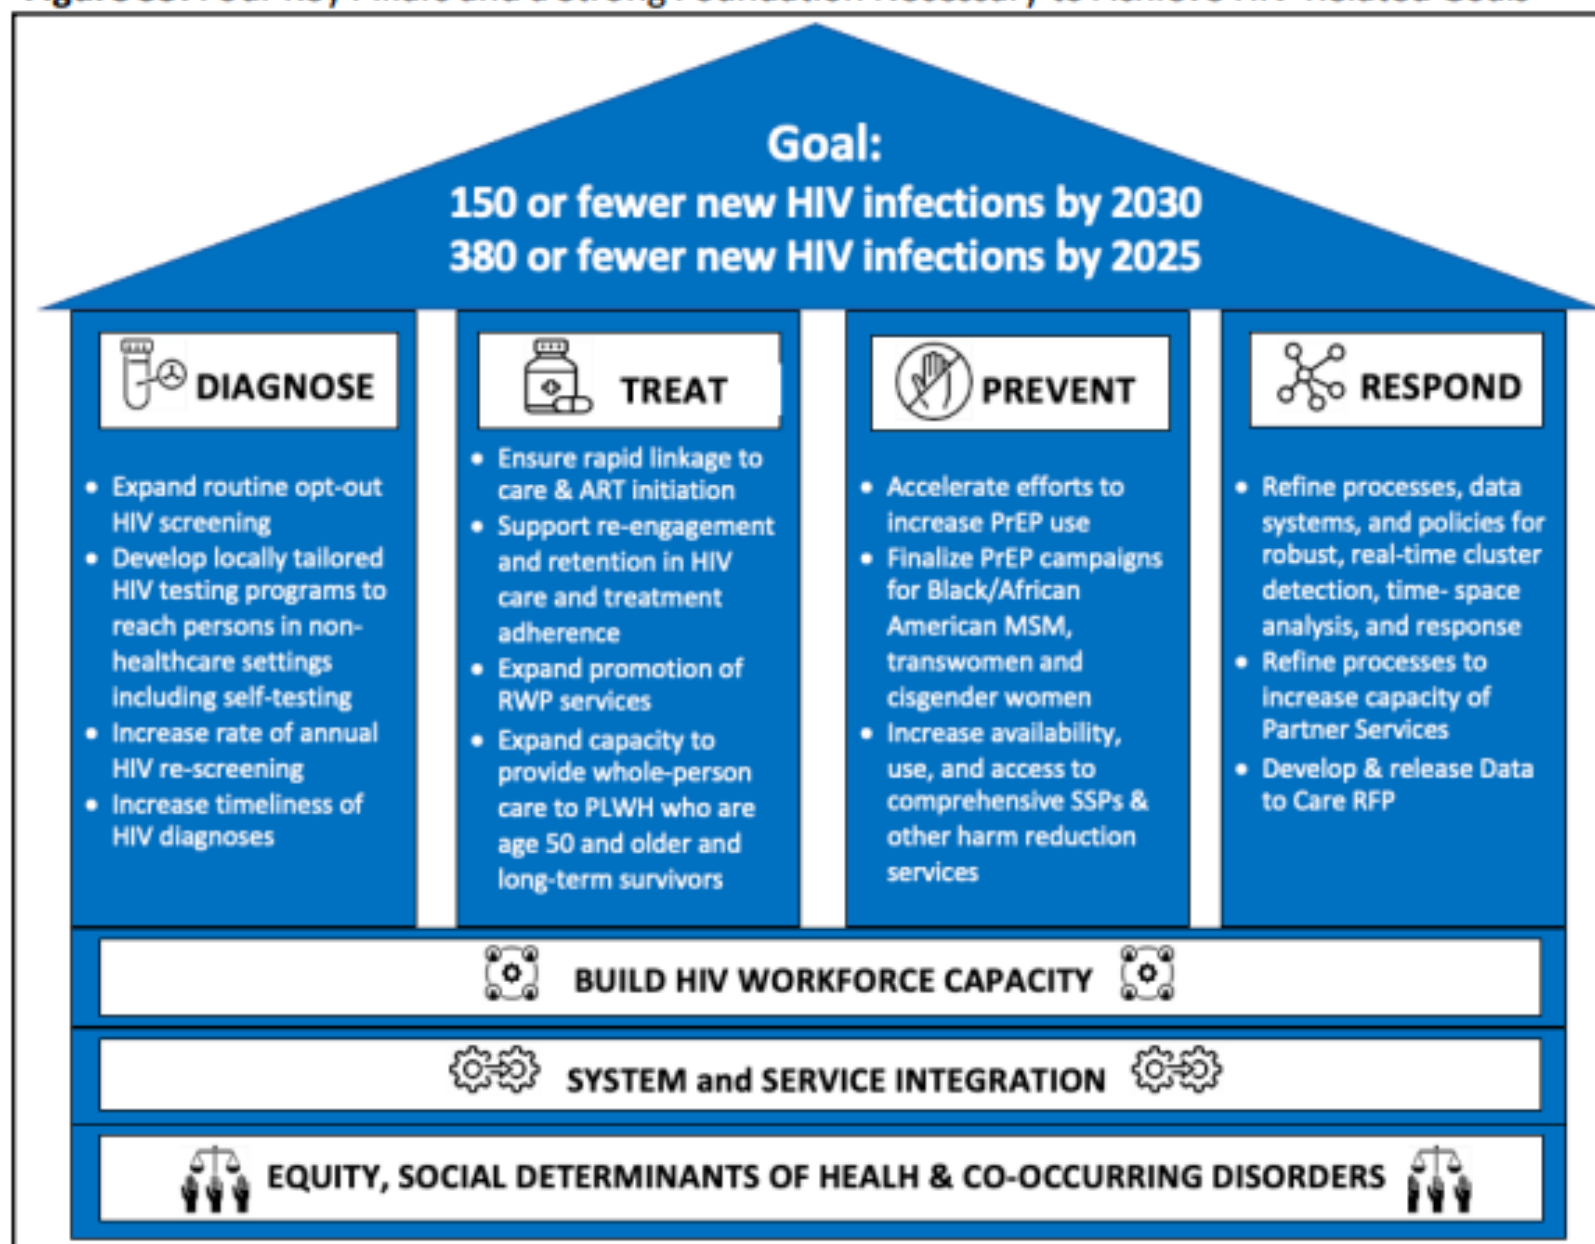 Goal:
150 or fewer new HIV infections by 2030
380 or fewer new HIV infections by 2025
DIAGNOSE
• Expand routine opt-out
HIV screening
• Develop locally tailored
HIV testing programs to
reach persons in non-
healthcare settings
including self-testing
• Increase rate of annual
HIV re-screening
• Increase timeliness of
HIV diagnoses
TREAT
• Ensure rapid linkage to
care & ART initiation
• Support re-engagement
and retention in HIV
care and treatment
adherence
• Expand promotion of
RWP services
• Expand capacity to
provide whole-person
care to PLWH who are
age 50 and older and
long-term survivors
PREVENT
• Accelerate efforts to
increase PrEP use
• Finalize PrEP campaigns
for Black/African
American MSM,
transwomen and
cisgender women
• Increase availability,
use, and access to
comprehensive SSPs &
other harm reduction
services
RESPOND
• Refine processes, data
systems, and policies for
robust, real-time cluster
detection, time- space
analysis, and response
• Refine processes to
increase capacity of
Partner Services
• Develop & release Data
to Care RFP
BUILD HIV WORKFORCE CAPACITY
SYSTEM and SERVICE INTEGRATION
EQUITY, SOCIAL DETERMINANTS OF HEALH & CO-OCCURRING DISORDERS